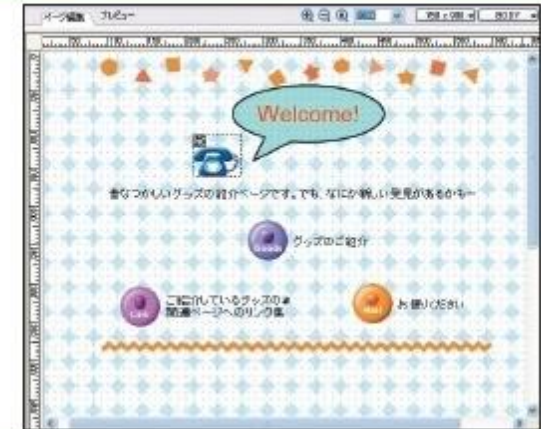 ページ編集 プレビュー
Welcome!
昔なつかしいグッズの紹介ページです。でも、なにか新しい発見があるかもー
Goods グッズのご紹介
Link ご紹介しているグッズの
関連ページへのリンク集
Mail お便りください